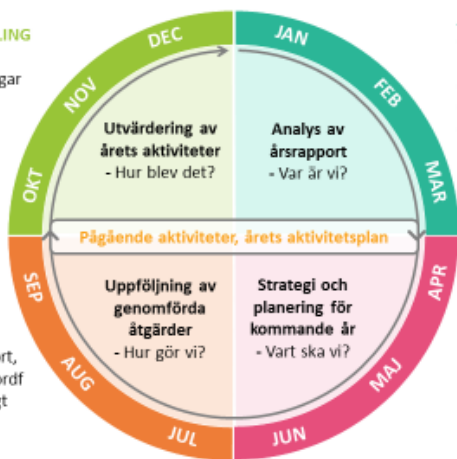 LING
gar
DEC
JAN
NOV
FEB
OKT
MAR
Utvärdering av
årets aktiviteter
- Hur blev det?
Analys av
årsrapport
- Var är vi?
Pågående aktiviteter, årets aktivitetsplan
SEP
APR
Uppföljning av
genomförda
åtgärder
- Hur gör vi?
Strategi och
planering för
kommande år
- Vart ska vi?
AUG
MAJ
JUL
JUN
ort,
ordf
gt